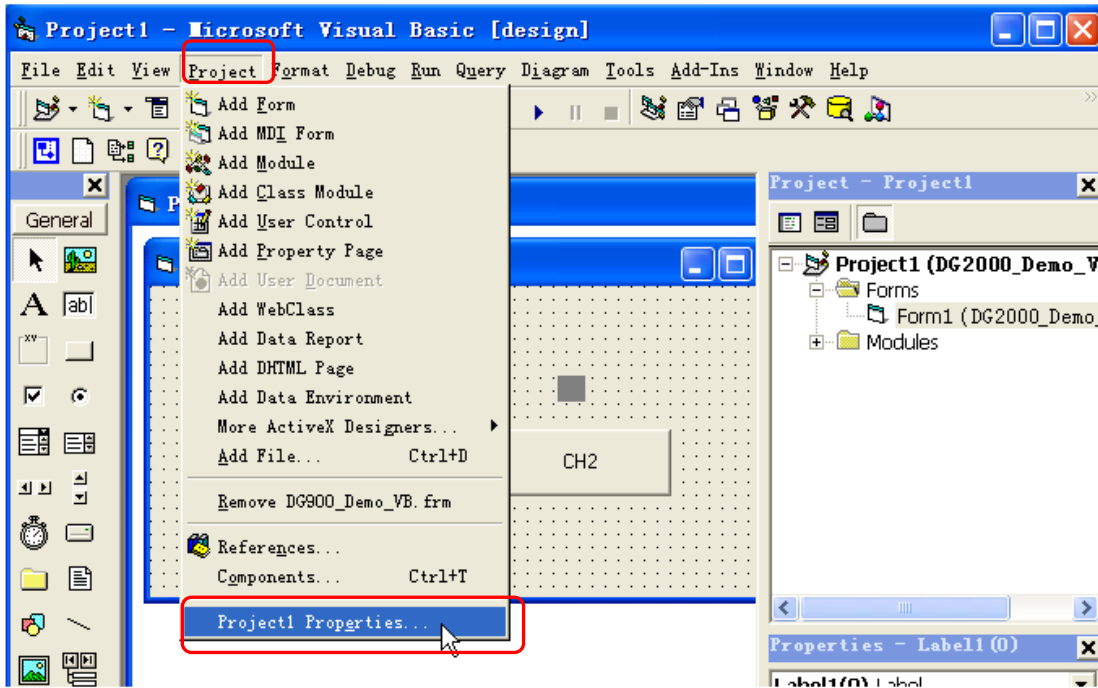 Project1 - Microsoft Visual Basic [design]
File Edit View Project Format Debug Run Query Diagram Tools Add-Ins Window Help
Add Form
Add MDI Form
Add Module
Add Class Module
Add User Control
Add Property Page
Add User Document
Add WebClass
Add Data Report
Add DHTML Page
Add Data Environment
More ActiveX Designers...
Add File... Ctrl+D
Remove DG900_Demo_VB.frm
References...
Components... Ctrl+T
Project1 Properties...
General
A ab|
XY
P
CH2
Project - Project1
Project1 (DG2000_Demo_V
Forms
Form1 (DG2000_Demo_
Modules
Properties - Label1(0)
Label1(0) Label